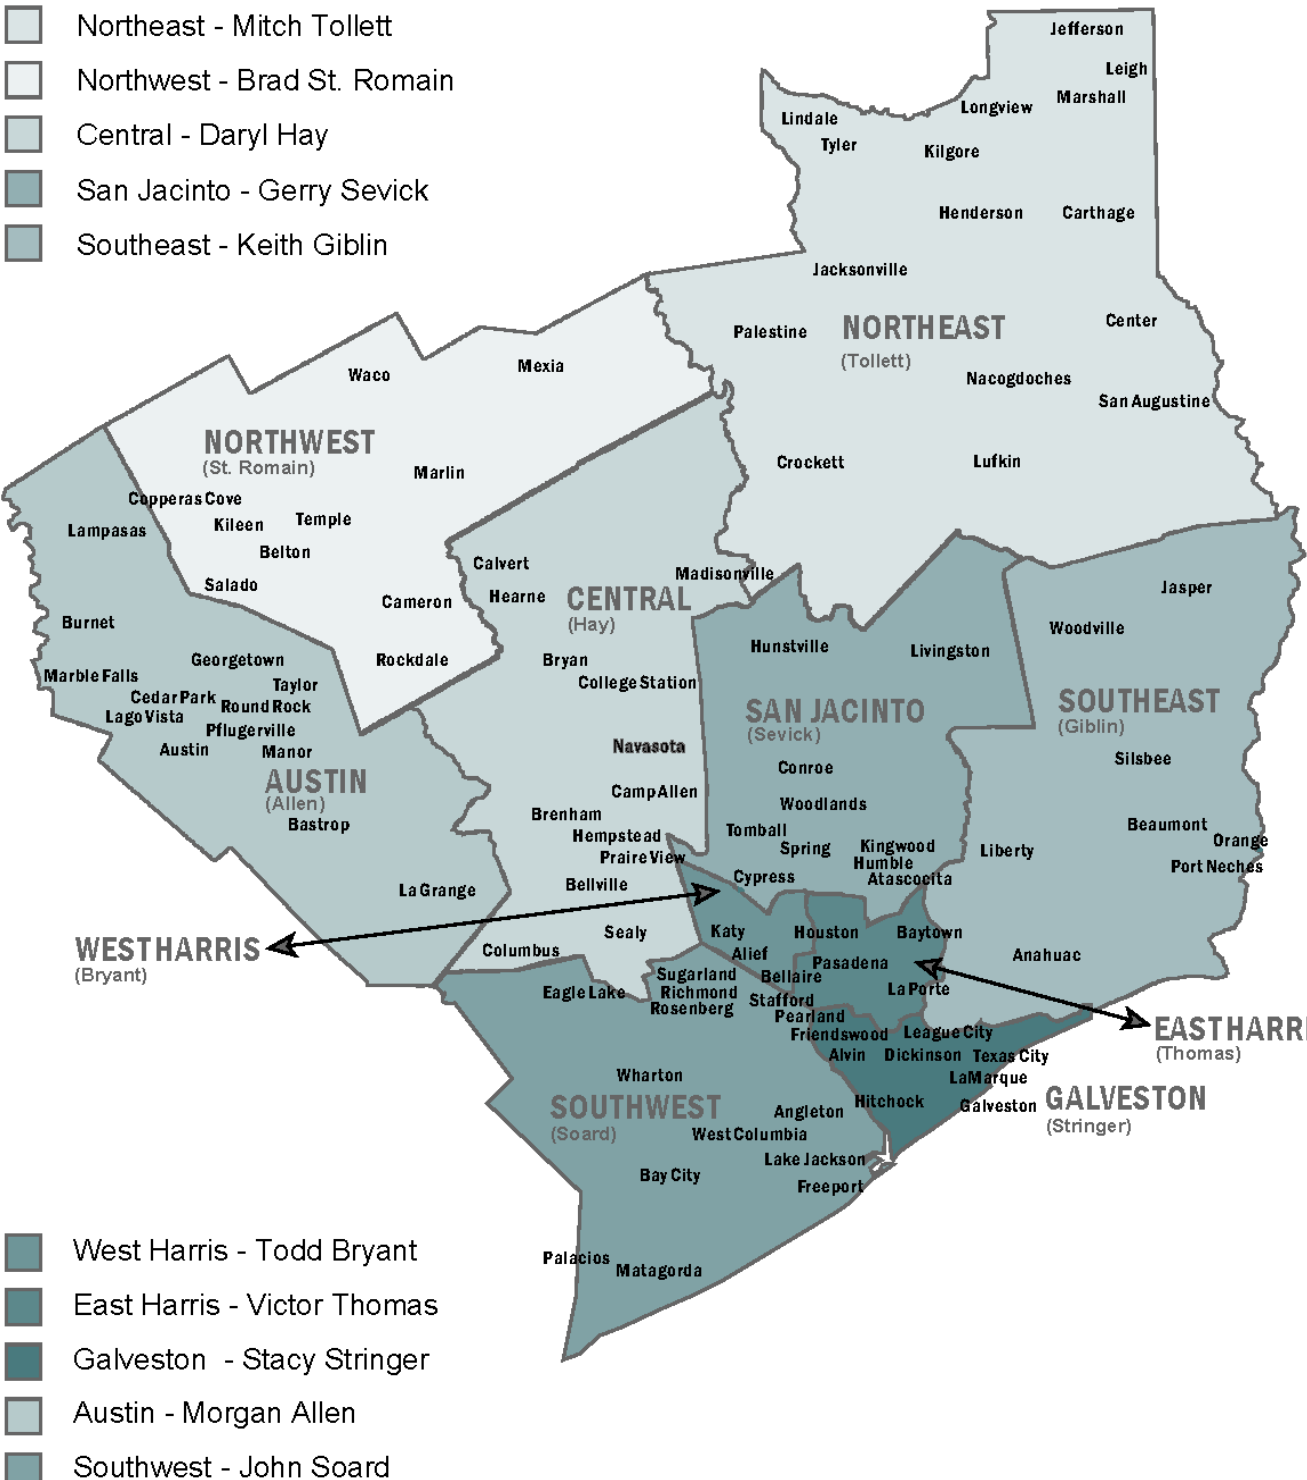 Northeast - Mitch Tollett
Northwest - Brad St. Romain
Central - Daryl Hay
San Jacinto - Gerry Sevick
Southeast - Keith Giblin
Jefferson
Leigh
Marshall
Longview
Lindale
Tyler
Kilgore
Henderson
Carthage
Jacksonville
Center
Palestine
NORTHEAST
(Tollett)
Nacogdoches
San Augustine
Crockett
Lufkin
Waco
Mexia
NORTHWEST
(St. Romain)
Marlin
Copperas Cove
Kileen
Temple
Belton
Salado
Cameron
Rockdale
Lampasas
Burnet
Marble Falls
Georgetown
Taylor
Cedar Park
Round Rock
Lago Vista
Pflugerville
Austin
Manor
AUSTIN
(Allen)
Bastrop
La Grange
Calvert
Madisonville
Hearne
CENTRAL
(Hay)
Bryan
College Station
Navasota
Camp Allen
Brenham
Hempstead
Praire View
Bellville
Sealy
Columbus
Hunstville
Livingston
SAN JACINTO
(Sevick)
Conroe
Woodlands
Tomball
Spring
Kingwood
Humble
Cypress
Atascocita
Jasper
Woodville
SOUTHEAST
(Giblin)
Silsbee
Beaumont
Orange
Liberty
Port Neches
Anahuac
WEST HARRIS
(Bryant)
Katy
Alief
Houston
Baytown
Pasadena
Bellaire
La Porte
EAST HARRI
(Thomas)
Eagle Lake
Sugarland
Richmond
Rosenberg
Stafford
Pearland
Friendswood
League City
Alvin
Dickinson
Texas City
LaMarque
Hitchock
Galveston
GALVESTON
(Stringer)
Wharton
SOUTHWEST
(Soard)
Angleton
West Columbia
Lake Jackson
Bay City
Freeport
Palacios
Matagorda
West Harris - Todd Bryant
East Harris - Victor Thomas
Galveston - Stacy Stringer
Austin - Morgan Allen
Southwest - John Soard